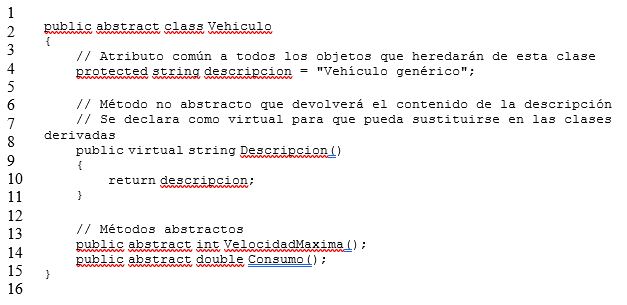 1
2 public abstract class Vehiculo
3 {
4 // Atributo común a todos los objetos que heredarán de esta clase
5 protected string descripcion = "Vehículo genérico";
6 // Método no abstracto que devolverá el contenido de la descripción
7 // Se declara como virtual para que pueda sustituirse en las clases
8 derivadas
9 public virtual string Descripcion()
{
10 return descripcion;
11 }
12
13 // Métodos abstractos
14 public abstract int VelocidadMaxima();
15 public abstract double Consumo();
16 }